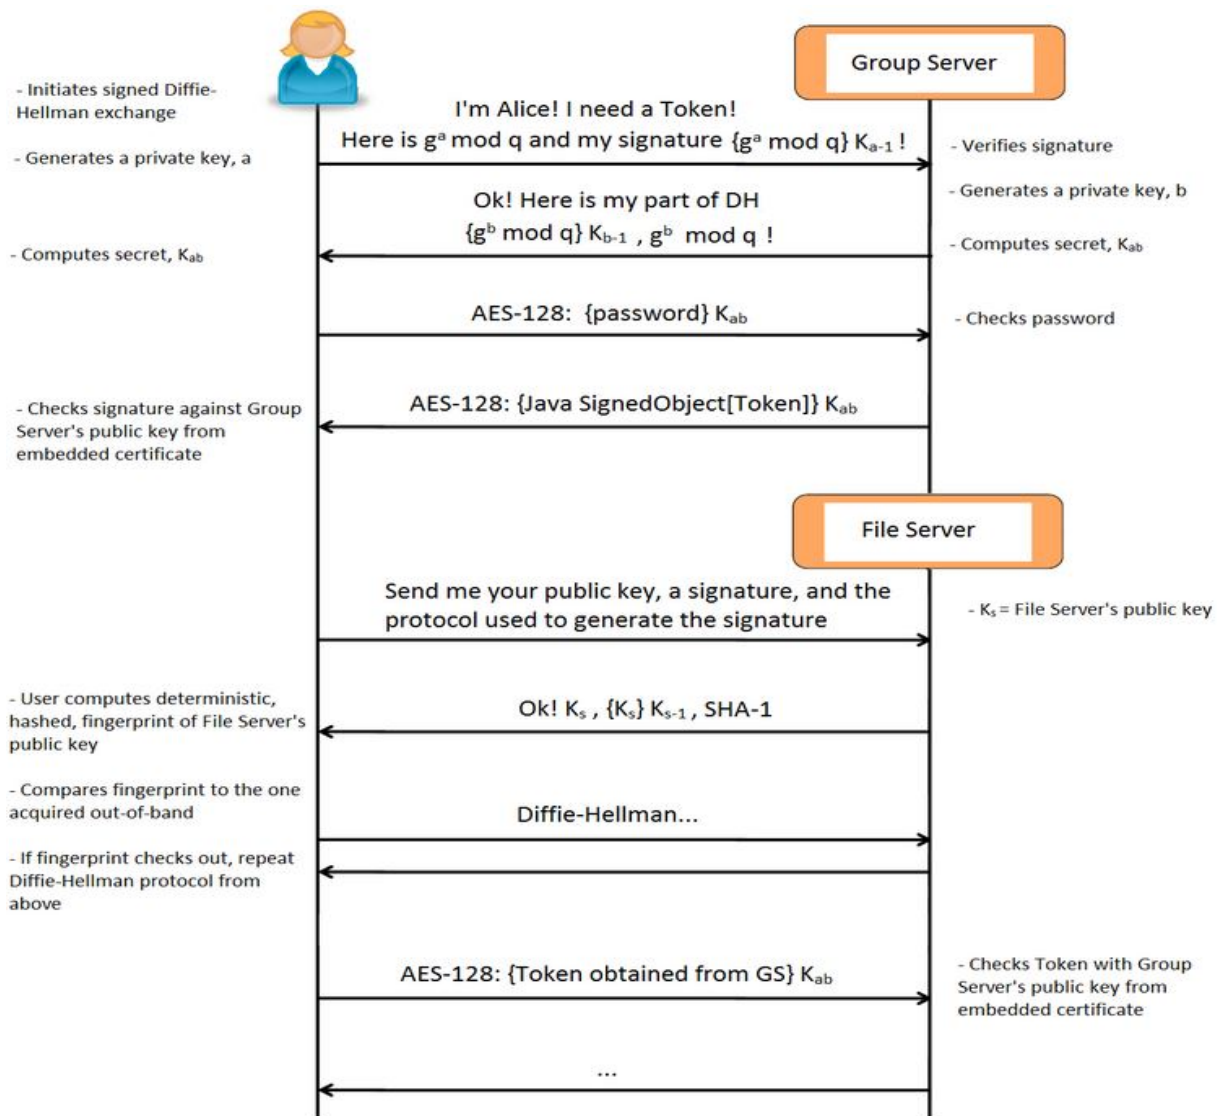 Group Server
- Initiates signed Diffie-
Hellman exchange
- Generates a private key, a
I'm Alice! I need a Token!
Here is gᵃ mod q and my signature {gᵃ mod q} Kₐ₋₁ !
- Verifies signature
- Generates a private key, b
Ok! Here is my part of DH
{gᵇ mod q} K_b-1 , gᵇ mod q !
- Computes secret, K_ab
- Computes secret, K_ab
AES-128: {password} K_ab
- Checks password
AES-128: {Java SignedObject[Token]} K_ab
- Checks signature against Group
Server's public key from
embedded certificate
File Server
Send me your public key, a signature, and the
protocol used to generate the signature
- Kₛ = File Server's public key
- User computes deterministic,
hashed, fingerprint of File Server's
public key
Ok! Kₛ , {Kₛ} Kₛ₋₁ , SHA-1
- Compares fingerprint to the one
acquired out-of-band
Diffie-Hellman...
- If fingerprint checks out, repeat
Diffie-Hellman protocol from
above
AES-128: {Token obtained from GS} K_ab
- Checks Token with Group
Server's public key from
embedded certificate
...